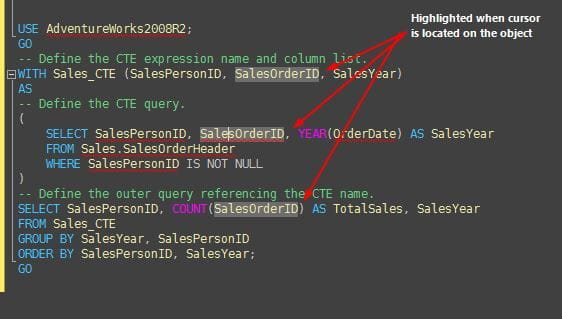 Highlighted when cursor
is located on the object
USE AdventureWorks2008R2;
GO
-- Define the CTE expression name and column list.
WITH Sales_CTE (SalesPersonID, SalesOrderID, SalesYear)
AS
-- Define the CTE query.
(
    SELECT SalesPersonID, SalesOrderID, YEAR(OrderDate) AS SalesYear
    FROM Sales.SalesOrderHeader
    WHERE SalesPersonID IS NOT NULL
)
-- Define the outer query referencing the CTE name.
SELECT SalesPersonID, COUNT(SalesOrderID) AS TotalSales, SalesYear
FROM Sales_CTE
GROUP BY SalesYear, SalesPersonID
ORDER BY SalesPersonID, SalesYear;
GO